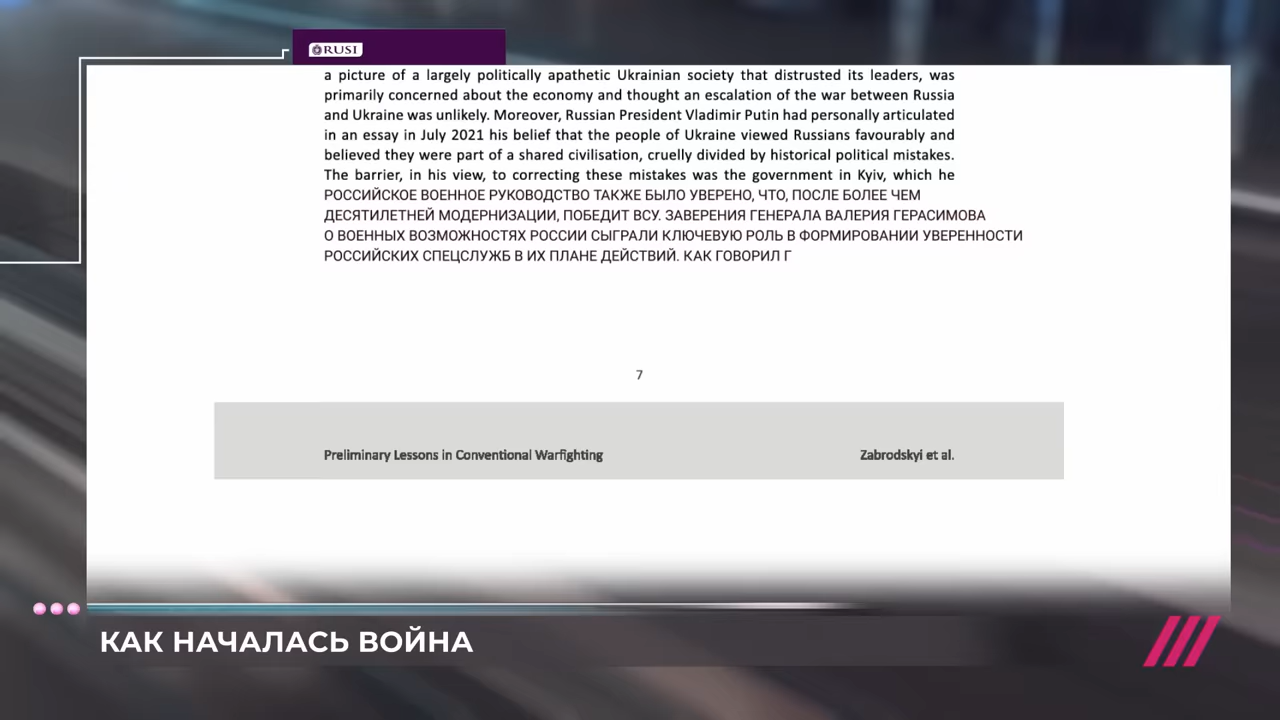 RUSI
a picture of a largely politically apathetic Ukrainian society that distrusted its leaders, was
primarily concerned about the economy and thought an escalation of the war between Russia
and Ukraine was unlikely. Moreover, Russian President Vladimir Putin had personally articulated
in an essay in July 2021 his belief that the people of Ukraine viewed Russians favourably and
believed they were part of a shared civilisation, cruelly divided by historical political mistakes.
The barrier, in his view, to correcting these mistakes was the government in Kyiv, which he
РОССИЙСКОЕ ВОЕННОЕ РУКОВОДСТВО ТАКЖЕ БЫЛО УВЕРЕНО, ЧТО, ПОСЛЕ БОЛЕЕ ЧЕМ
ДЕСЯТИЛЕТНЕЙ МОДЕРНИЗАЦИИ, ПОБЕДИТ ВСУ. ЗАВЕРЕНИЯ ГЕНЕРАЛА ВАЛЕРИЯ ГЕРАСИМОВА
О ВОЕННЫХ ВОЗМОЖНОСТЯХ РОССИИ СЫГРАЛИ КЛЮЧЕВУЮ РОЛЬ В ФОРМИРОВАНИИ УВЕРЕННОСТИ
РОССИЙСКИХ СПЕЦСЛУЖБ В ИХ ПЛАНЕ ДЕЙСТВИЙ. КАК ГОВОРИЛ Г
7
Preliminary Lessons in Conventional Warfighting Zabrodskyi et al.
КАК НАЧАЛАСЬ ВОЙНА